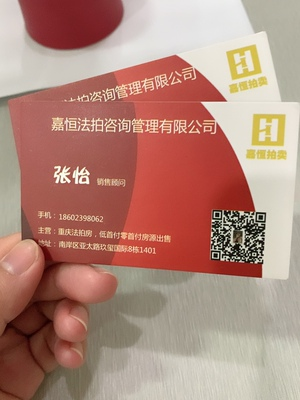 法拍咨询管理有限公司
嘉恒拍卖
嘉恒法拍咨询管理有限公司
嘉恒拍卖
张怡 销售顾问
手机：18602398062
主营：重庆法拍房，低首付零首付房源出售
地址：南岸区亚太路玖玺国际8栋1401